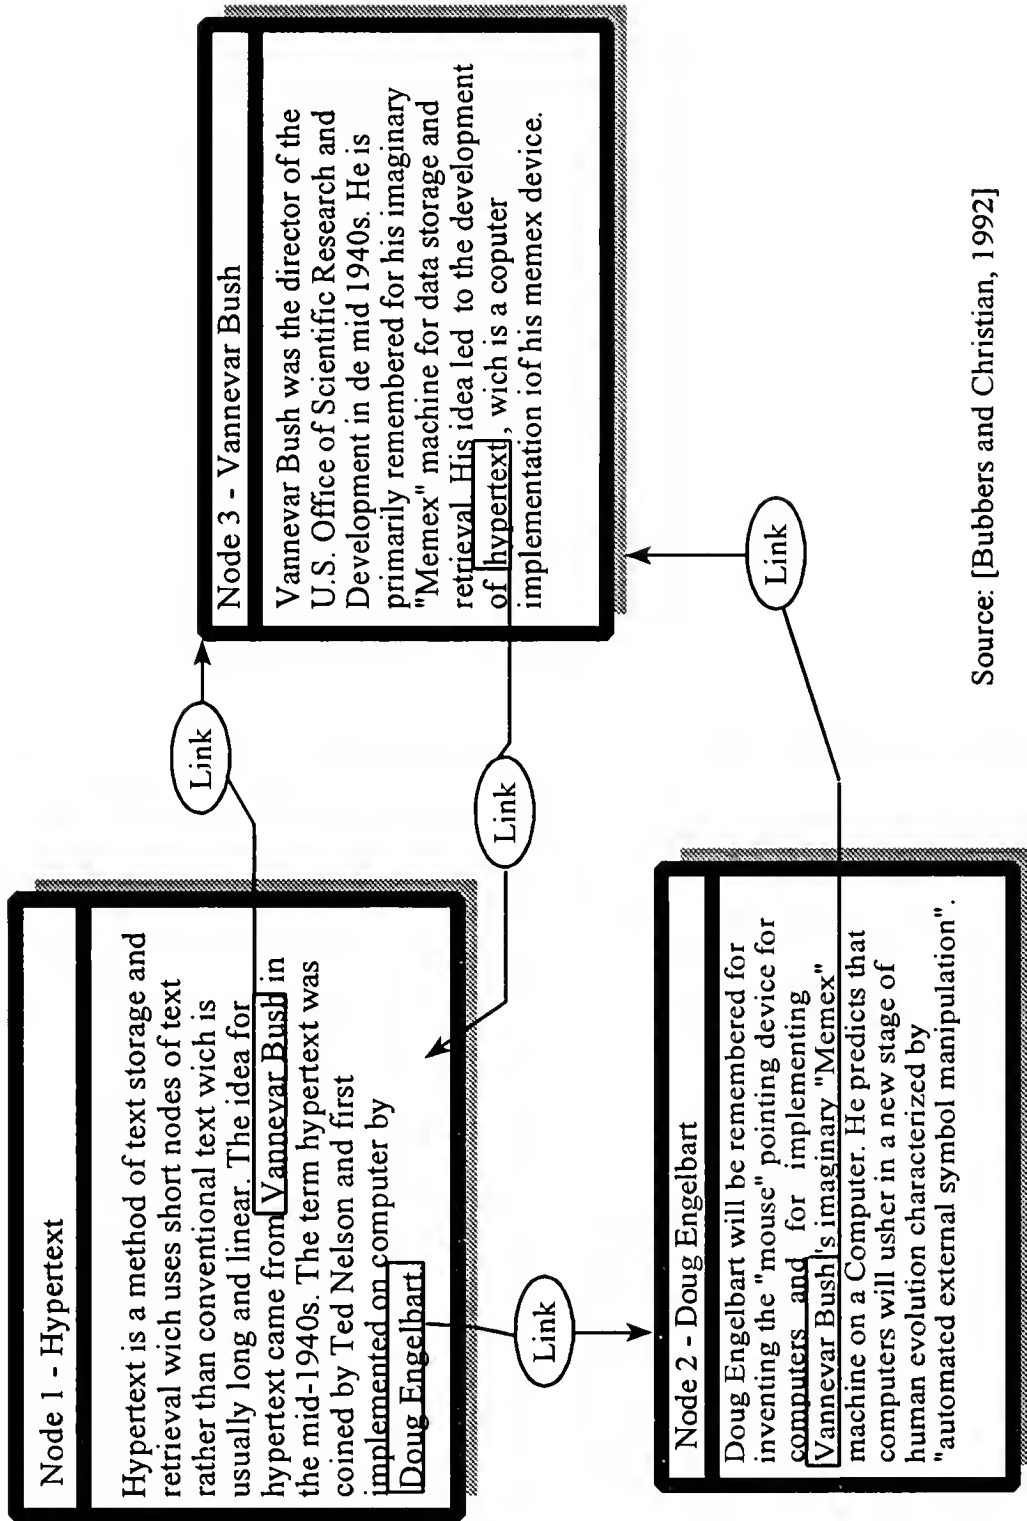 Node 1 - Hypertext
Hypertext is a method of text storage and
retrieval wich uses short nodes of text
rather than conventional text wich is
usually long and linear. The idea for
hypertext came from Vannevar Bush in
the mid-1940s. The term hypertext was
coined by Ted Nelson and first
implemented on computer by
Doug Engelbart.
Link
Link
Link
Node 3 - Vannevar Bush
Vannevar Bush was the director of the
U.S. Office of Scientific Research and
Development in de mid 1940s. He is
primarily remembered for his imaginary
"Memex" machine for data storage and
retrieval. His idea led to the development
of hypertext, wich is a coputer
implementation iof his memex device.
Node 2 - Doug Engelbart
Doug Engelbart will be remembered for
inventing the "mouse" pointing device for
computers and for implementing
Vannevar Bush's imaginary "Memex"
machine on a Computer. He predicts that
computers will usher in a new stage of
human evolution characterized by
"automated external symbol manipulation".
Link
Source: [Bubbers and Christian, 1992]